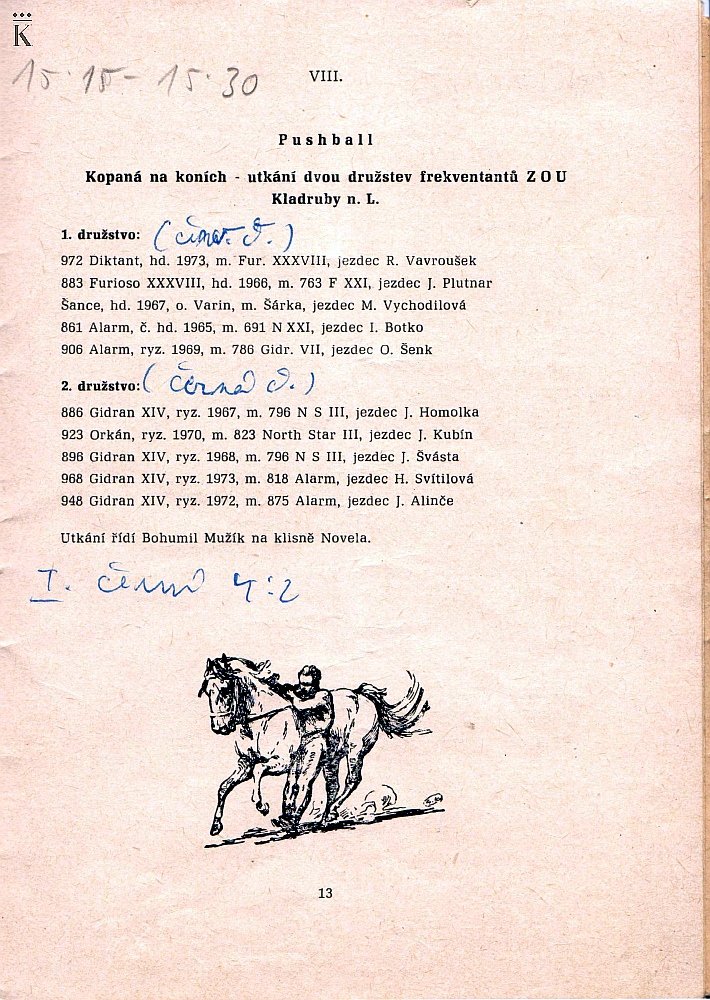 K
15.15 - 15.30
VIII.
Pushball
Kopaná na koních - utkání dvou družstev frekventantů ZOU
Kladruby n. L.
1. družstvo:
972 Diktant, hd. 1973, m. Fur. XXXVIII, jezdec R. Vavroušek
883 Furioso XXXVIII, hd. 1966, m. 763 F XXI, jezdec J. Plutnar
Šance, hd. 1967, o. Varin, m. Šárka, jezdec M. Vychodilová
861 Alarm, č. hd. 1965, m. 691 N XXI, jezdec I. Botko
906 Alarm, ryz. 1969, m. 786 Gidr. VII, jezdec O. Šenk
2. družstvo: (černá d.)
886 Gidran XIV, ryz. 1967, m. 796 N S III, jezdec J. Homolka
923 Orkán, ryz. 1970, m. 823 North Star III, jezdec J. Kubín
896 Gidran XIV, ryz. 1968, m. 796 N S III, jezdec J. Švásta
968 Gidran XIV, ryz. 1973, m. 818 Alarm, jezdec H. Svítilová
948 Gidran XIV, ryz. 1972, m. 875 Alarm, jezdec J. Alinče
Utkání řídí Bohumil Mužík na klisně Novela.
I. 4:2
13